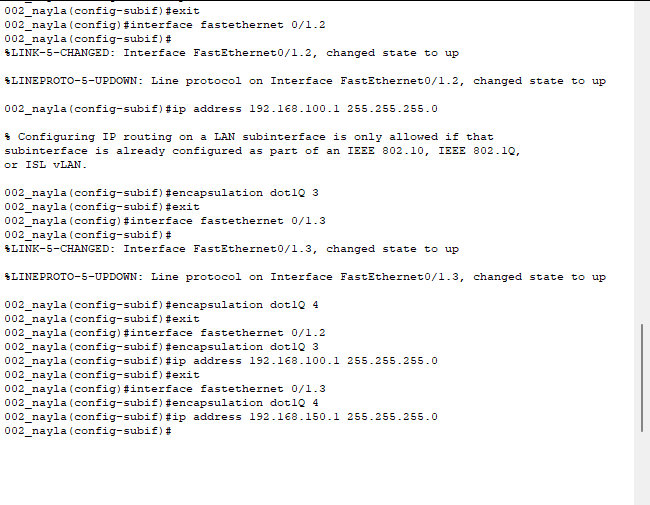 002_nayla(config-subif)#exit
002_nayla(config)#interface fastethernet 0/1.2
002_nayla(config-subif)#
%LINK-5-CHANGED: Interface FastEthernet0/1.2, changed state to up
%LINEPROTO-5-UPDOWN: Line protocol on Interface FastEthernet0/1.2, changed state to up
002_nayla(config-subif)#ip address 192.168.100.1 255.255.255.0
% Configuring IP routing on a LAN subinterface is only allowed if that
subinterface is already configured as part of an IEEE 802.10, IEEE 802.1Q,
or ISL vLAN.
002_nayla(config-subif)#encapsulation dot1Q 3
002_nayla(config-subif)#exit
002_nayla(config)#interface fastethernet 0/1.3
002_nayla(config-subif)#
%LINK-5-CHANGED: Interface FastEthernet0/1.3, changed state to up
%LINEPROTO-5-UPDOWN: Line protocol on Interface FastEthernet0/1.3, changed state to up
002_nayla(config-subif)#encapsulation dot1Q 4
002_nayla(config-subif)#exit
002_nayla(config)#interface fastethernet 0/1.2
002_nayla(config-subif)#encapsulation dot1Q 3
002_nayla(config-subif)#ip address 192.168.100.1 255.255.255.0
002_nayla(config-subif)#exit
002_nayla(config)#interface fastethernet 0/1.3
002_nayla(config-subif)#encapsulation dot1Q 4
002_nayla(config-subif)#ip address 192.168.150.1 255.255.255.0
002_nayla(config-subif)#